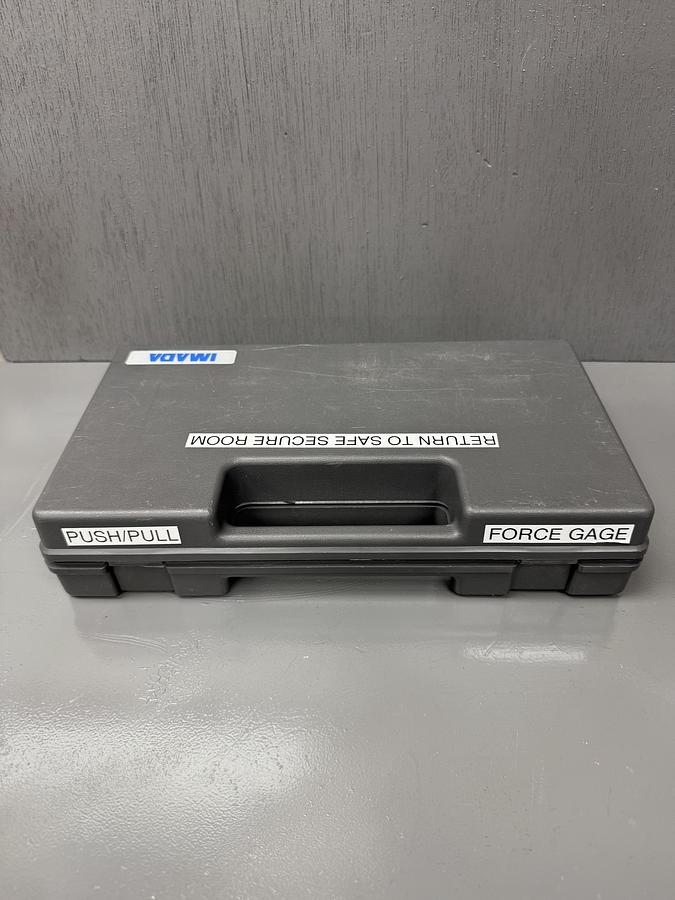 IMADA
RETURN TO SAFE SECURE ROOM
PUSH/PULL
FORCE GAGE